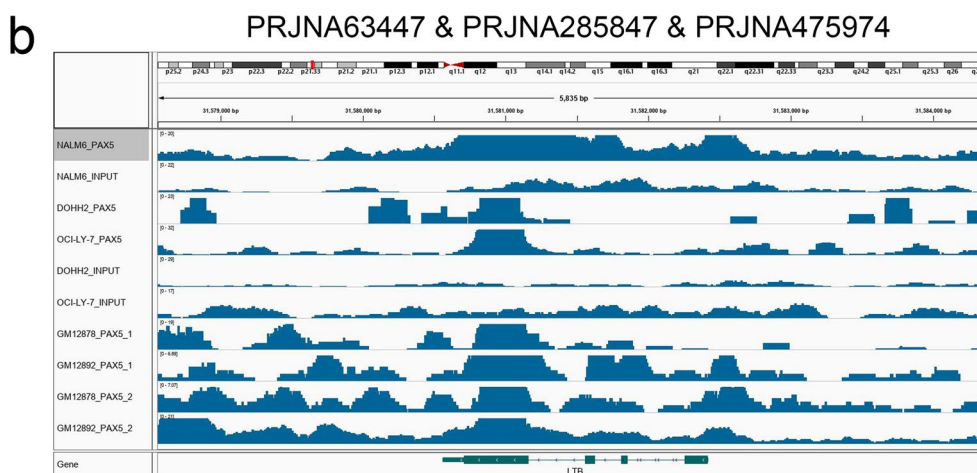 b
PRJNA63447 & PRJNA285847 & PRJNA475974
p25.2 p24.3 p23 p22.3 p22.2 p21.33 p21.2 p21.1 p12.3 p12.1 q11.1 q12 q13 q14.1 q14.2 q15 q16.1 q16.3 q21 q22.1 q22.31 q22.33 q23.3 q24.2 q25.1 q25.3 q26
5,835 bp
31,579,000 bp 31,580,000 bp 31,581,000 bp 31,582,000 bp 31,583,000 bp 31,584,000 bp
NALM6_PAX5 [0 - 20]
NALM6_INPUT [0 - 22]
DOHH2_PAX5 [0 - 23]
OCI-LY-7_PAX5 [0 - 32]
DOHH2_INPUT [0 - 29]
OCI-LY-7_INPUT [0 - 17]
GM12878_PAX5_1 [0 - 19]
GM12892_PAX5_1
GM12878_PAX5_2 [0 - 7.07]
GM12892_PAX5_2 [0 - 21]
Gene
LTB